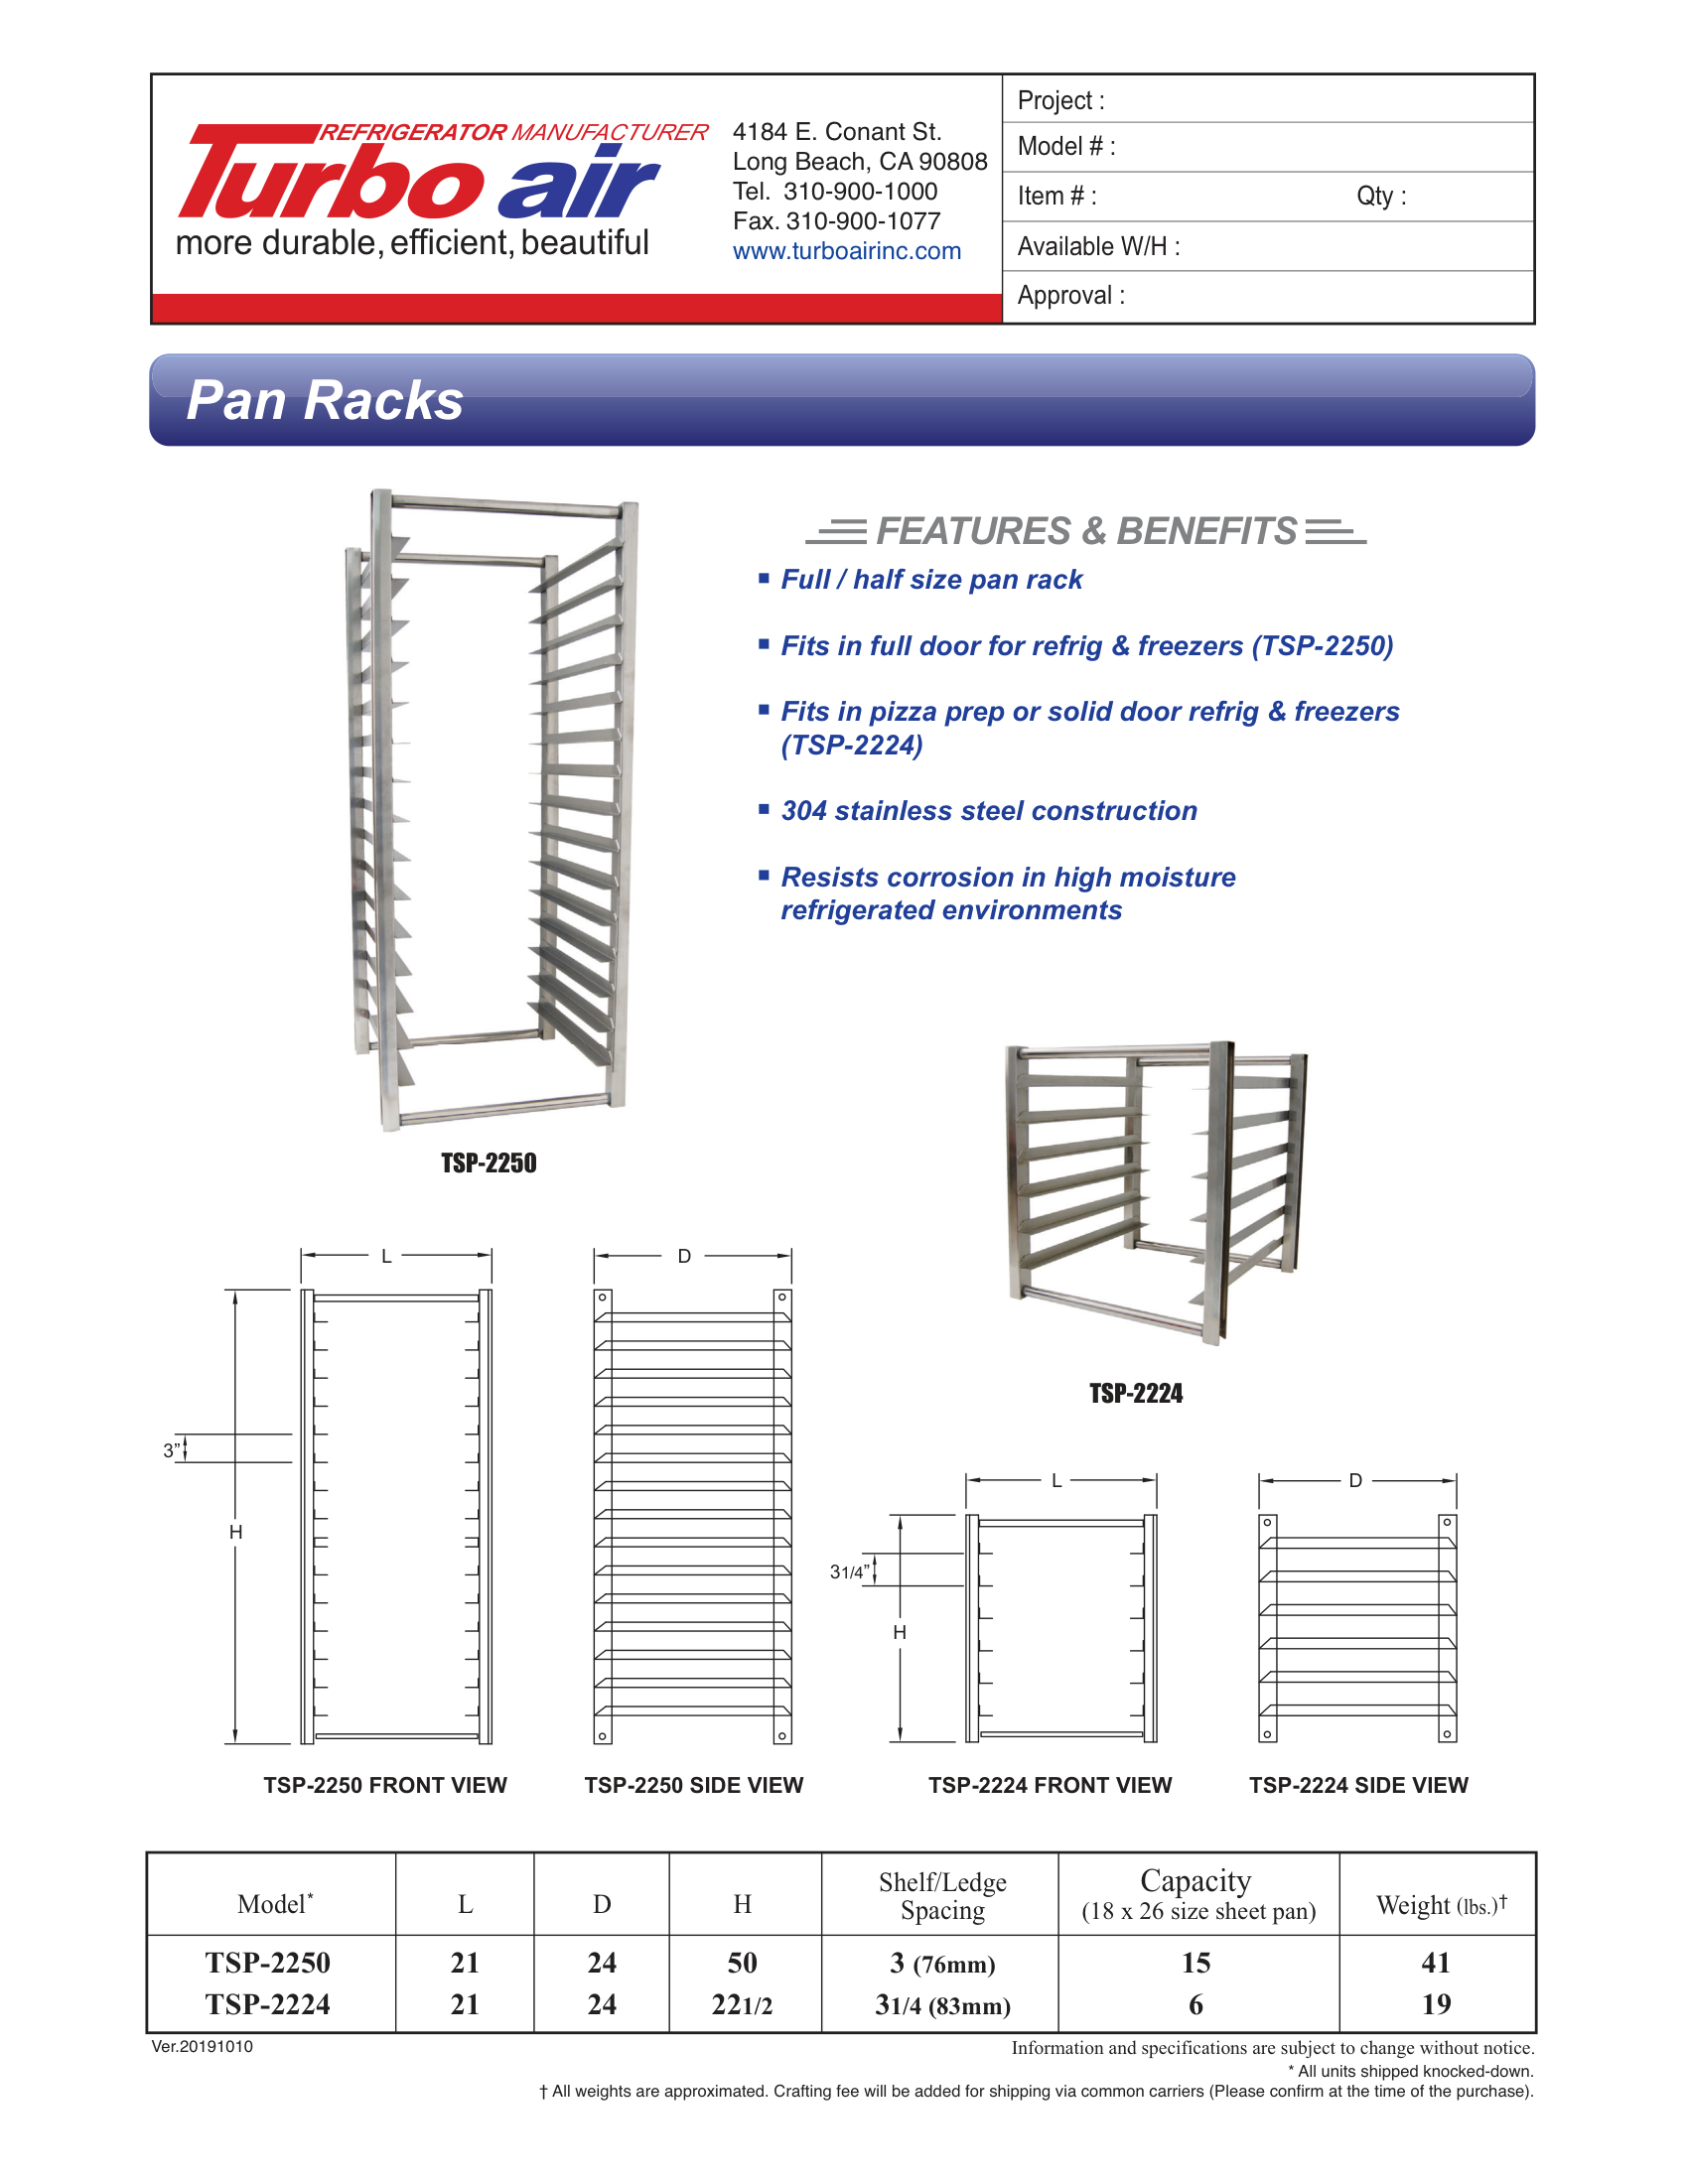 REFRIGERATOR MANUFACTURER
Turbo air
more durable, efficient, beautiful
4184 E. Conant St.
Long Beach, CA 90808
Tel. 310-900-1000
Fax. 310-900-1077
www.turboairinc.com
Project :
Model # :
Item # : Qty :
Available W/H :
Approval :
Pan Racks
FEATURES & BENEFITS
▪ Full / half size pan rack
▪ Fits in full door for refrig & freezers (TSP-2250)
▪ Fits in pizza prep or solid door refrig & freezers
(TSP-2224)
▪ 304 stainless steel construction
▪ Resists corrosion in high moisture
refrigerated environments
TSP-2250
TSP-2224
L
D
3”
H
L
D
31/4”
H
TSP-2250 FRONT VIEW
TSP-2250 SIDE VIEW
TSP-2224 FRONT VIEW
TSP-2224 SIDE VIEW
Model* L D H Shelf/Ledge Spacing Capacity (18 x 26 size sheet pan) Weight (lbs.)†
TSP-2250 21 24 50 3 (76mm) 15 41
TSP-2224 21 24 221/2 31/4 (83mm) 6 19
Ver.20191010
Information and specifications are subject to change without notice.
* All units shipped knocked-down.
† All weights are approximated. Crafting fee will be added for shipping via common carriers (Please confirm at the time of the purchase).